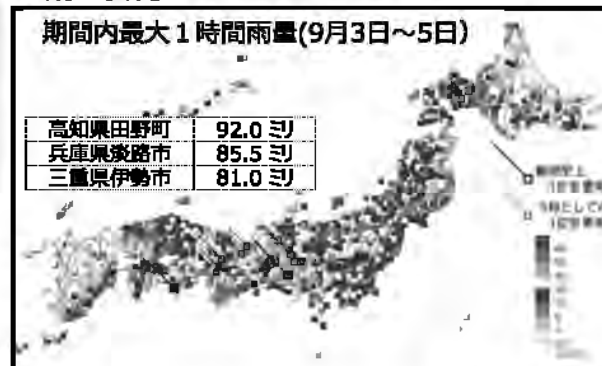 期間内最大１時間雨量(9月3日～5日)
高知県田野町 92.0 ミリ
兵庫県淡路市 85.5 ミリ
三重県伊勢市 81.0 ミリ